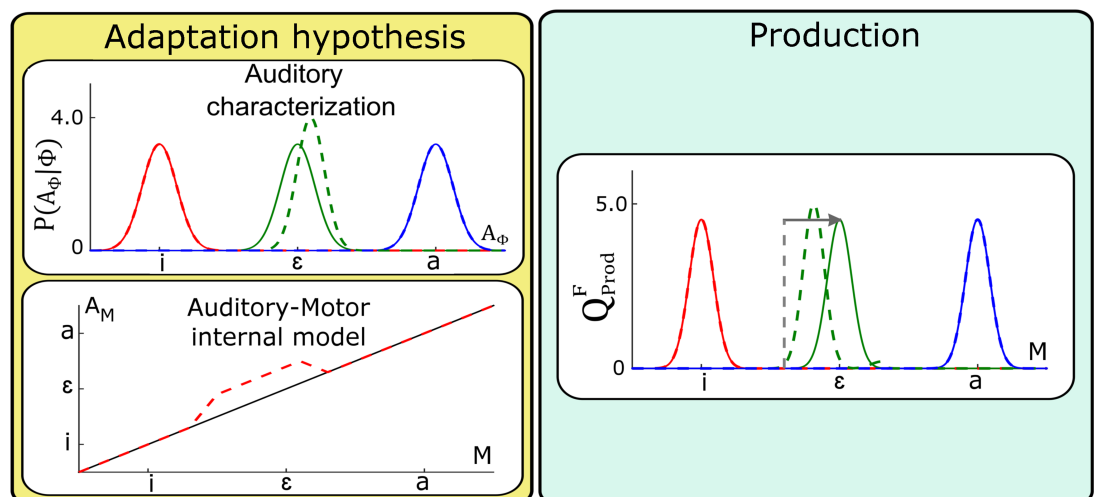 Adaptation hypothesis
Auditory
characterization
4.0
P(A_Φ|Φ)
0
A_Φ
i ε a
A_M
Auditory-Motor
internal model
a
ε
i
M
i ε a
Production
5.0
Q^F_Prod
0
M
i ε a